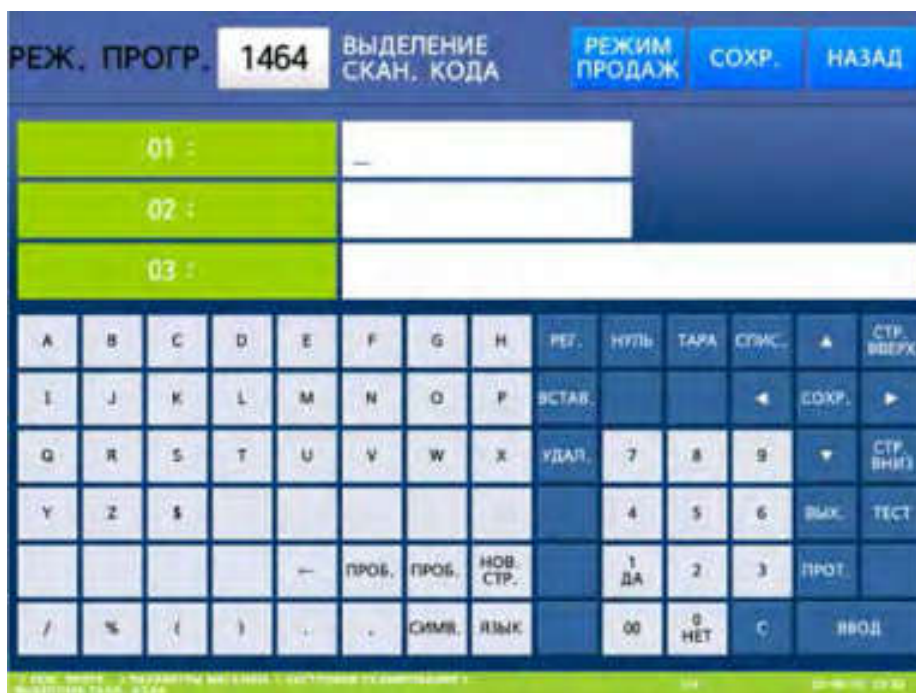 РЕЖ. ПРОГР. 1464 ВЫДЕЛЕНИЕ СКАН. КОДА РЕЖИМ ПРОДАЖ СОХР. НАЗАД
01 : _
02 :
03 :
A B C D E F G H РЕГ. НУЛЬ ТАРА СПИС. ▲ СТР. ВВЕРХ
I J K L M N O P ВСТАВ. ◄ СОХР. ►
Q R S T U V W X УДАЛ. 7 8 9 ▼ СТР. ВНИЗ
Y Z $ 4 5 6 ВЫХ. ТЕСТ
← ПРОБ. ПРОБ. НОВ. СТР. 1 ДА 2 3 ПРОТ.
/ % ( ) СИМВ. ЯЗЫК 00 0 НЕТ C ВВОД